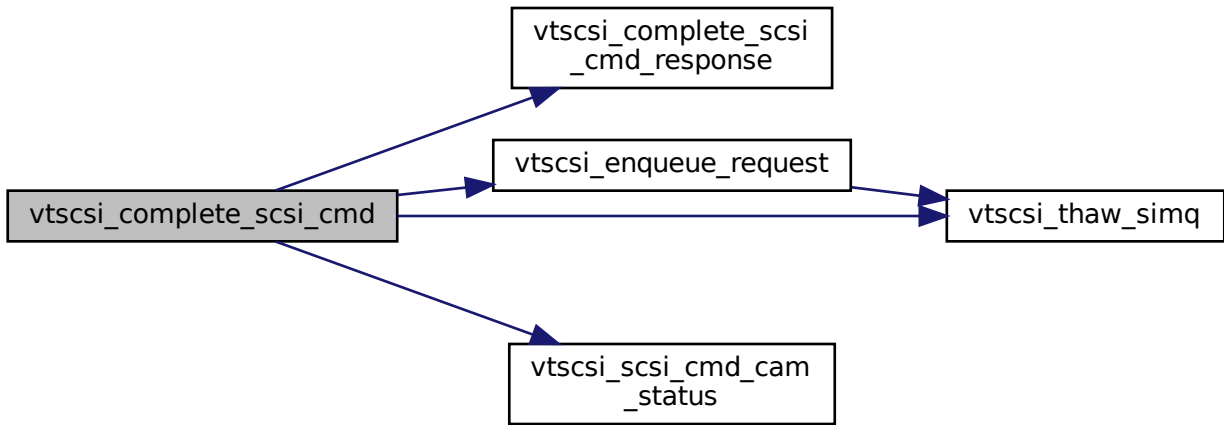 vtscsi_complete_scsi
_cmd_response
vtscsi_enqueue_request
vtscsi_complete_scsi_cmd
vtscsi_thaw_simq
vtscsi_scsi_cmd_cam
_status